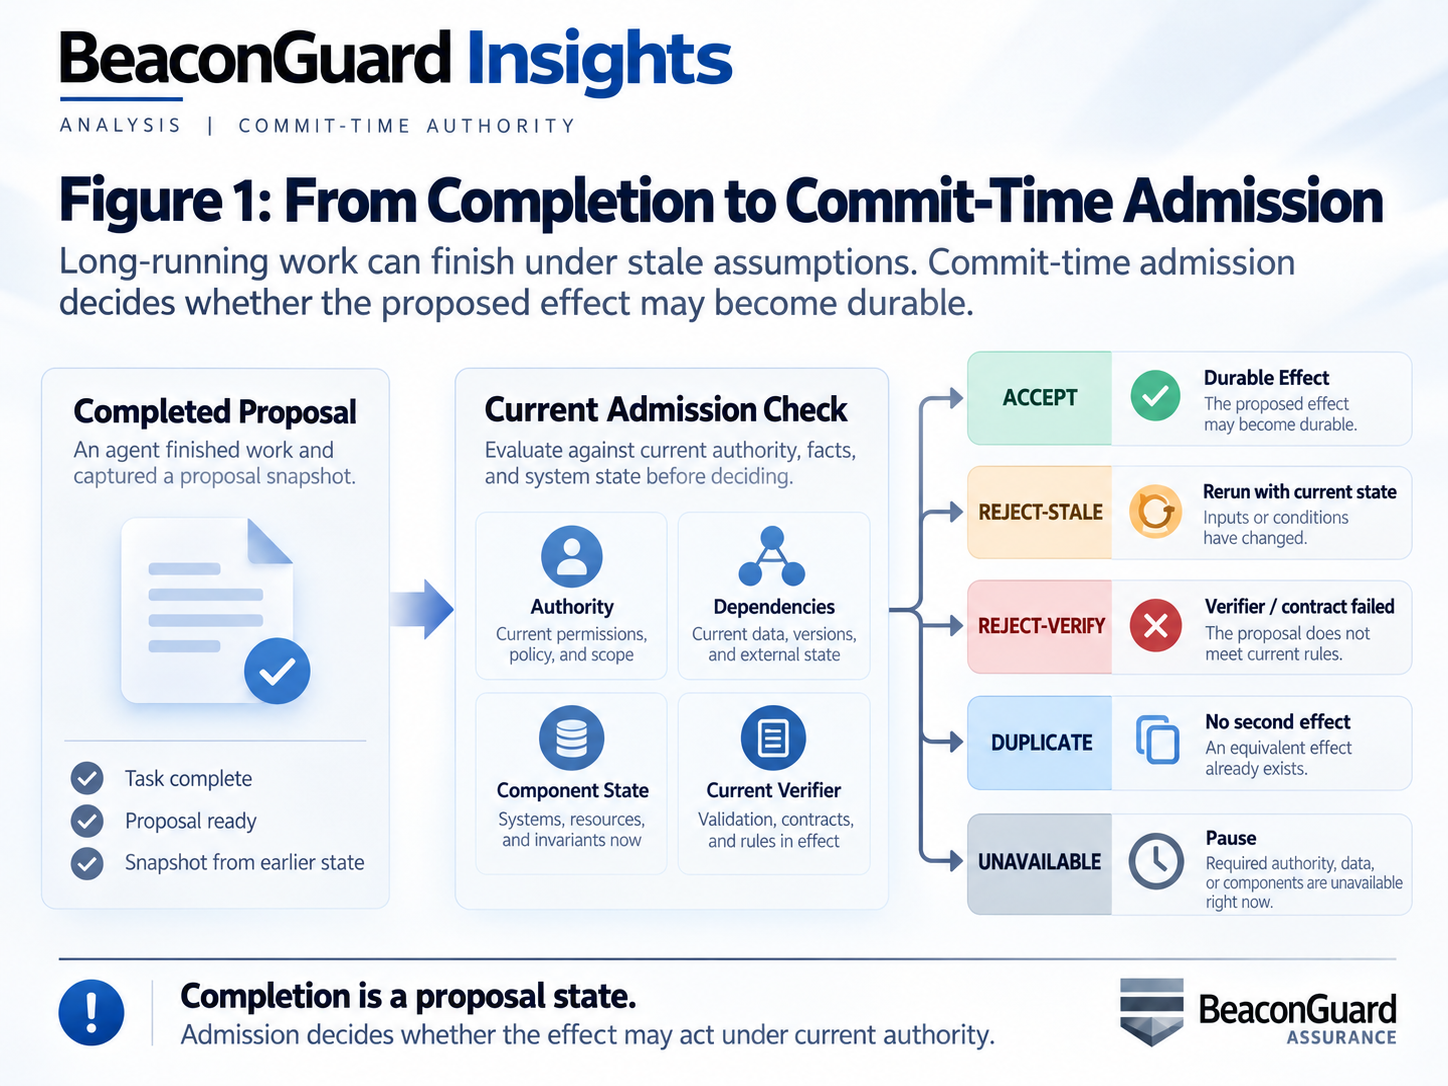 BeaconGuard Insights
ANALYSIS | COMMIT-TIME AUTHORITY
Figure 1: From Completion to Commit-Time Admission
Long-running work can finish under stale assumptions. Commit-time admission
decides whether the proposed effect may become durable.
Completed Proposal
An agent finished work and
captured a proposal snapshot.
Task complete
Proposal ready
Snapshot from earlier state
Current Admission Check
Evaluate against current authority, facts,
and system state before deciding.
Authority
Current permissions,
policy, and scope
Dependencies
Current data, versions,
and external state
Component State
Systems, resources,
and invariants now
Current Verifier
Validation, contracts,
and rules in effect
ACCEPT
Durable Effect
The proposed effect
may become durable.
REJECT-STALE
Rerun with current state
Inputs or conditions
have changed.
REJECT-VERIFY
Verifier / contract failed
The proposal does not
meet current rules.
DUPLICATE
No second effect
An equivalent effect
already exists.
UNAVAILABLE
Pause
Required authority, data,
or components are unavailable
right now.
Completion is a proposal state.
Admission decides whether the effect may act under current authority.
BeaconGuard
ASSURANCE